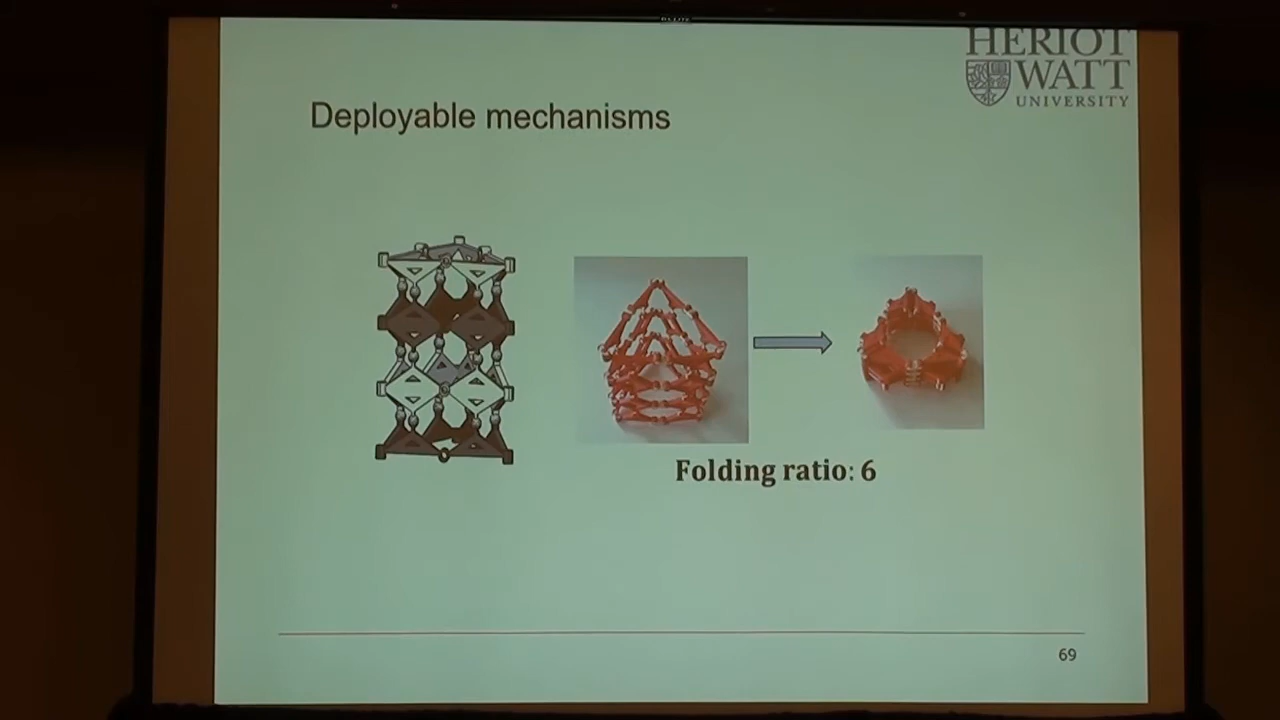 HERIOT
WATT
UNIVERSITY
Deployable mechanisms
Folding ratio: 6
69